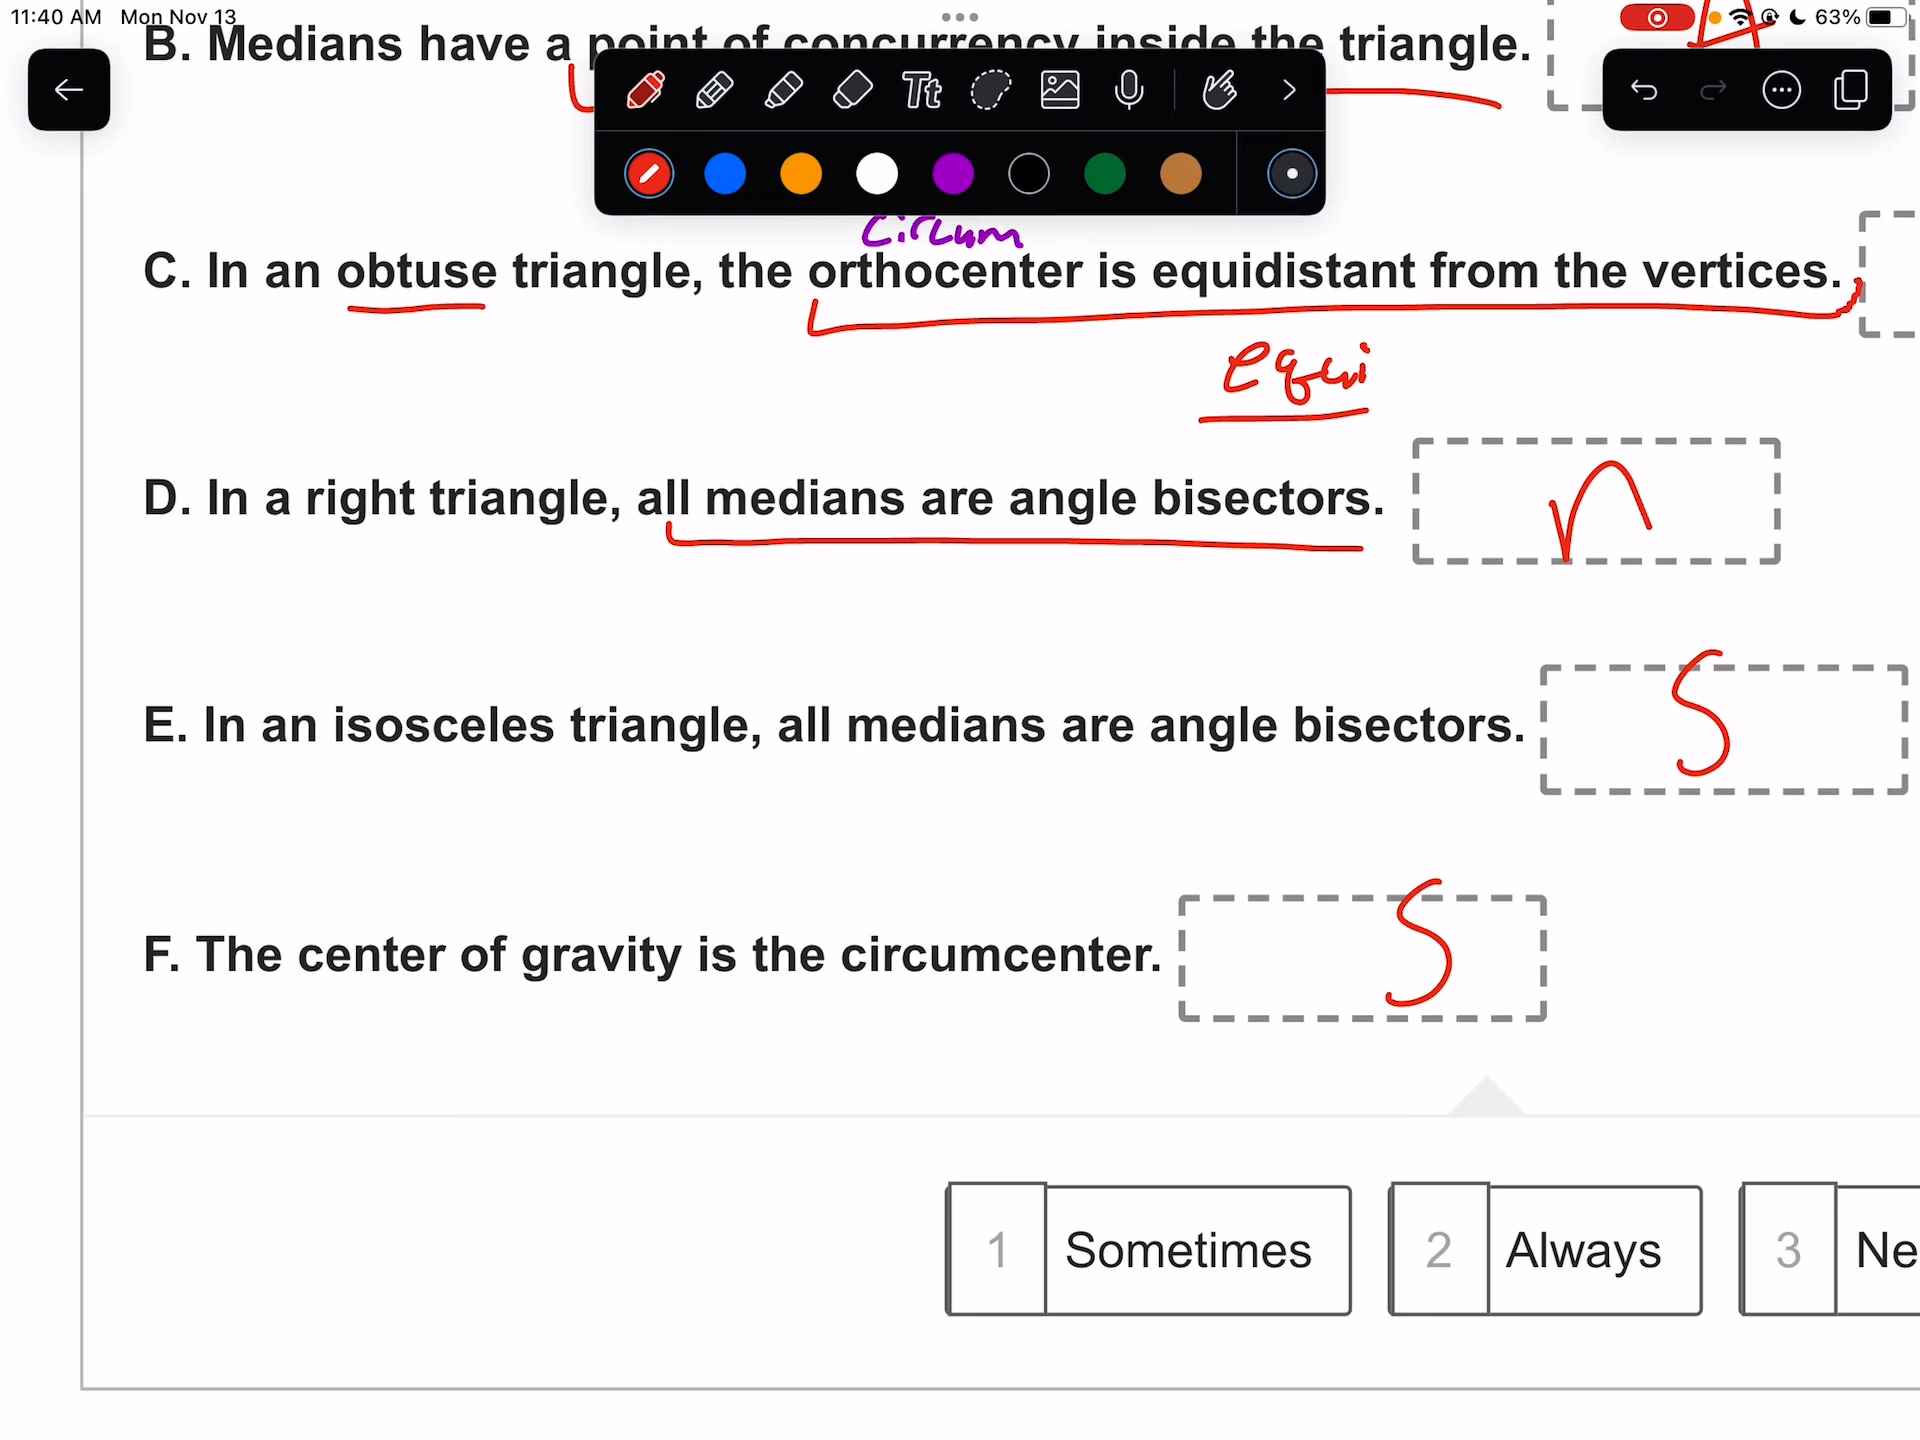 11:40 AM Mon Nov 13
63%
B. Medians have a point of concurrency inside the triangle.
A
Tt
circum
C. In an obtuse triangle, the orthocenter is equidistant from the vertices.
equi
D. In a right triangle, all medians are angle bisectors.
n
E. In an isosceles triangle, all medians are angle bisectors.
S
F. The center of gravity is the circumcenter.
S
1 Sometimes
2 Always
3 Ne